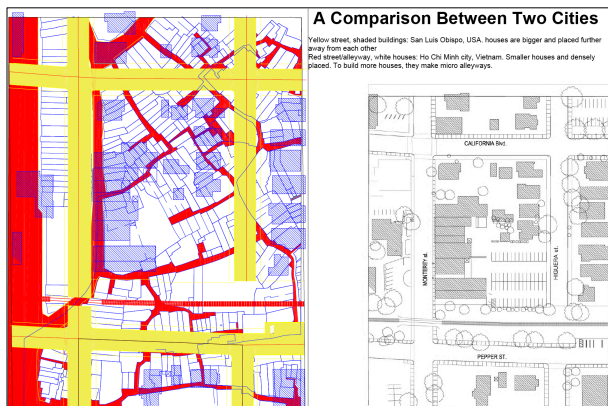 A Comparison Between Two Cities
Yellow street, shaded buildings: San Luis Obispo, USA. houses are bigger and placed further
away from each other
Red street/alleyway, white houses: Ho Chi Minh city, Vietnam. Smaller houses and densely
placed. To build more houses, they make micro alleyways.
CALIFORNIA Blvd.
MONTEREY st.
HIGUERA st.
PEPPER ST.